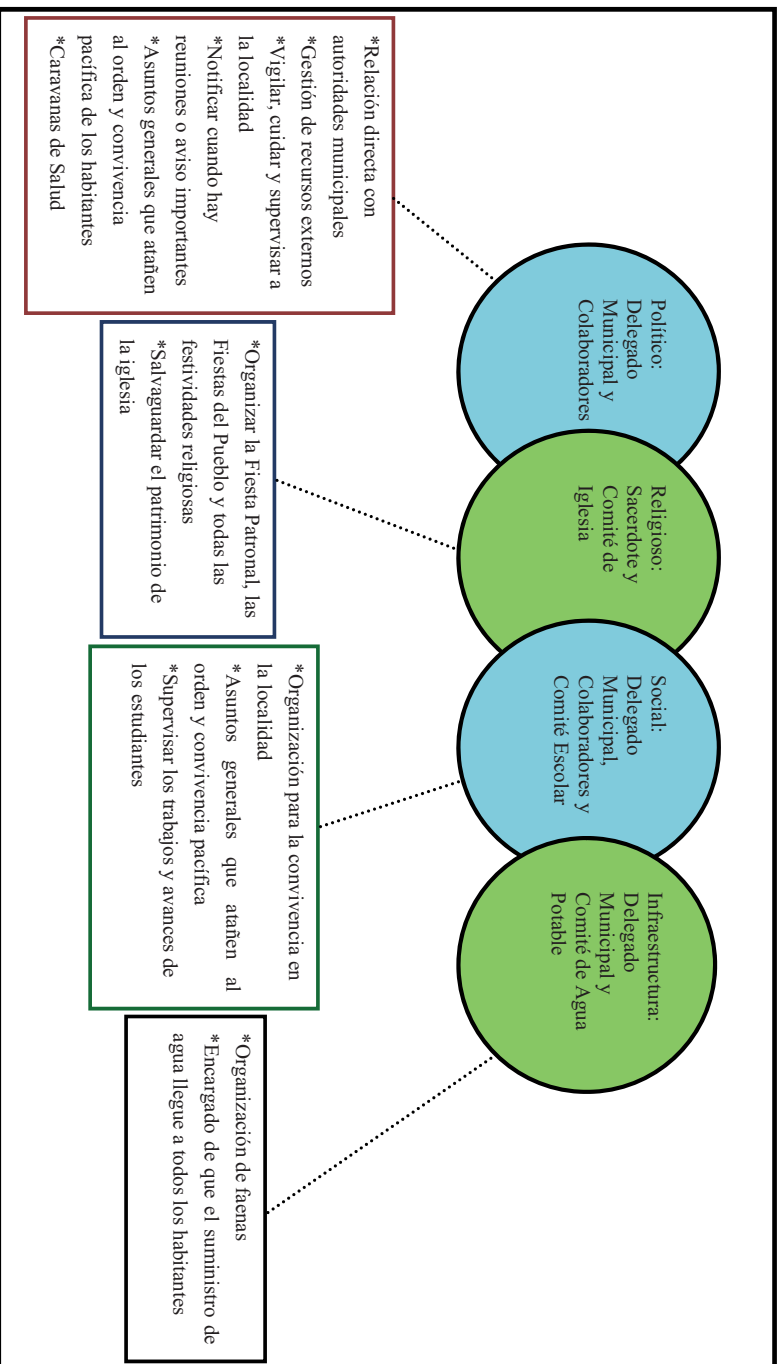 Político:
Delegado
Municipal y
Colaboradores
Religioso:
Sacerdote y
Comité de
Iglesia
Social:
Delegado
Municipal,
Colaboradores y
Comité Escolar
Infraestructura:
Delegado
Municipal y
Comité de Agua
Potable
*Relación directa con
autoridades municipales
*Gestión de recursos externos
*Vigilar, cuidar y supervisar a
la localidad
*Notificar cuando hay
reuniones o aviso importantes
*Asuntos generales que atañen
al orden y convivencia
pacífica de los habitantes
*Caravanas de Salud
*Organizar la Fiesta Patronal, las
Fiestas del Pueblo y todas las
festividades religiosas
*Salvaguardar el patrimonio de
la iglesia
*Organización para la convivencia en
la localidad
*Asuntos generales que atañen al
orden y convivencia pacífica
*Supervisar los trabajos y avances de
los estudiantes
*Organización de faenas
*Encargado de que el suministro de
agua llegue a todos los habitantes